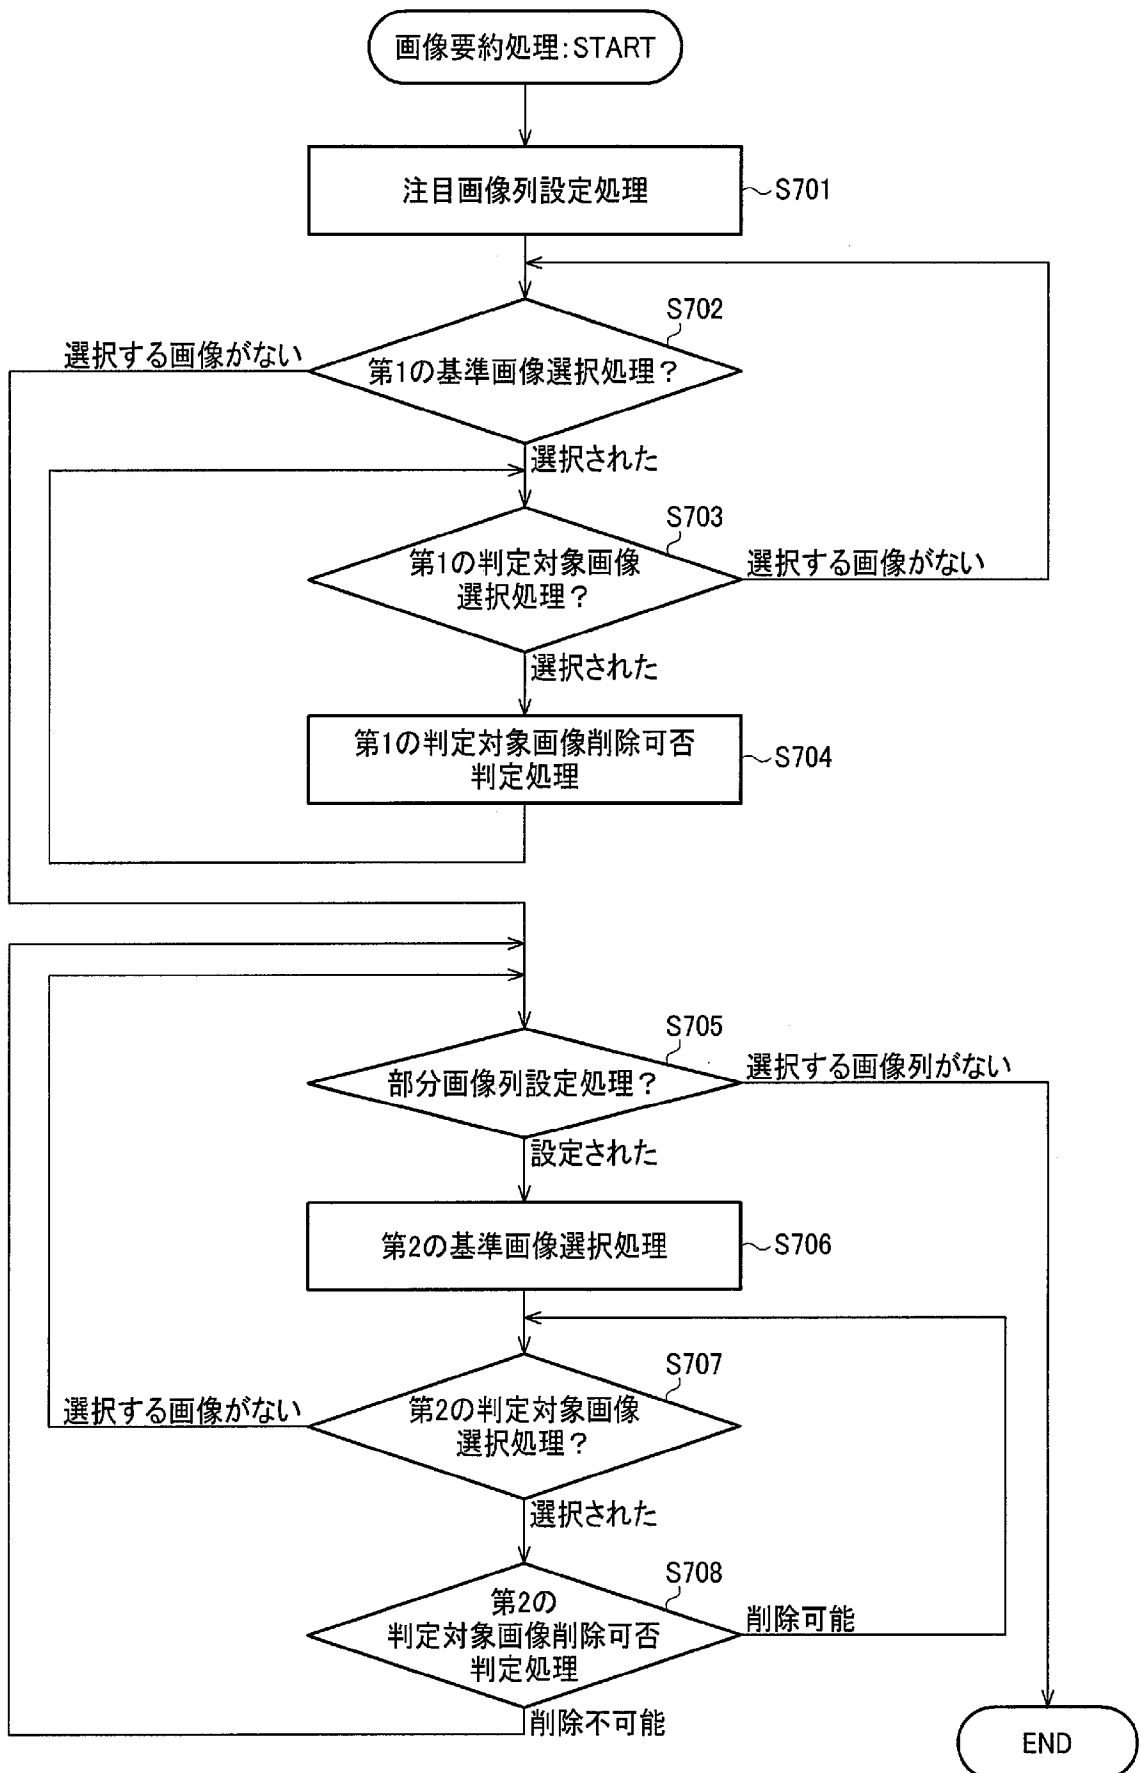 画像要約処理:START
注目画像列設定処理
S701
S702
選択する画像がない
第1の基準画像選択処理?
選択された
S703
第1の判定対象画像
選択処理?
選択する画像がない
選択された
第1の判定対象画像削除可否
判定処理
S704
S705
部分画像列設定処理?
選択する画像列がない
設定された
第2の基準画像選択処理
S706
S707
選択する画像がない
第2の判定対象画像
選択処理?
選択された
S708
第2の
判定対象画像削除可否
判定処理
削除可能
削除不可能
END